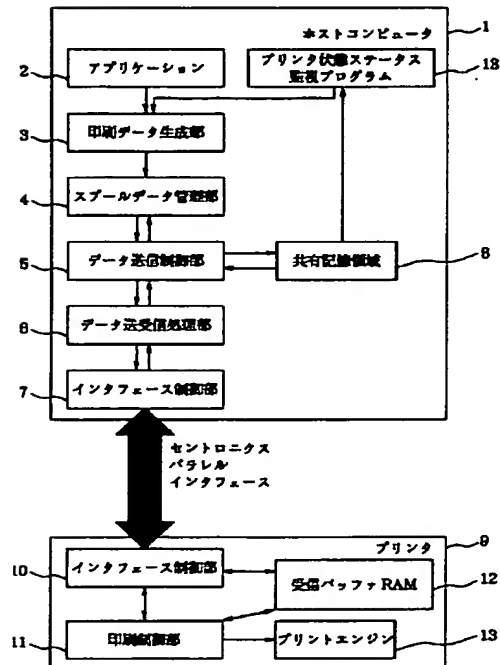 ホストコンピュータ
1
2
アプリケーション
プリンタ状態ステータス
監視プログラム
18
3
印刷データ生成部
4
スプールデータ管理部
5
データ送信制御部
共有記憶領域
8
6
データ送受信処理部
7
インタフェース制御部
セントロニクス
パラレル
インタフェース
プリンタ
9
10
インタフェース制御部
受信バッファRAM
12
11
印刷制御部
プリントエンジン
13